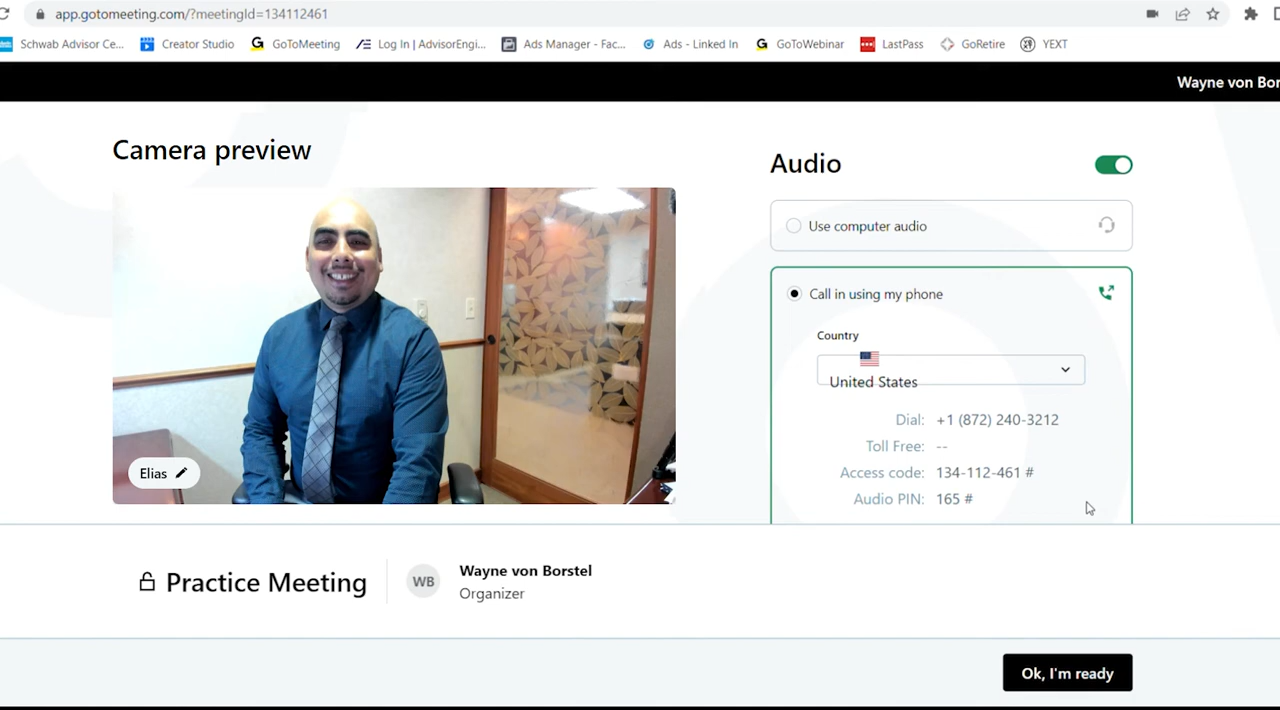 app.gotomeeting.com/?meetingId=134112461
Schwab Advisor Ce... Creator Studio GoToMeeting Log In | AdvisorEngi... Ads Manager - Fac... Ads - Linked In GoToWebinar LastPass GoRetire YEXT
Wayne von Bor
Camera preview
Elias
Audio
Use computer audio
Call in using my phone
Country
United States
Dial: +1 (872) 240-3212
Toll Free: --
Access code: 134-112-461 #
Audio PIN: 165 #
Practice Meeting
WB
Wayne von Borstel
Organizer
Ok, I'm ready